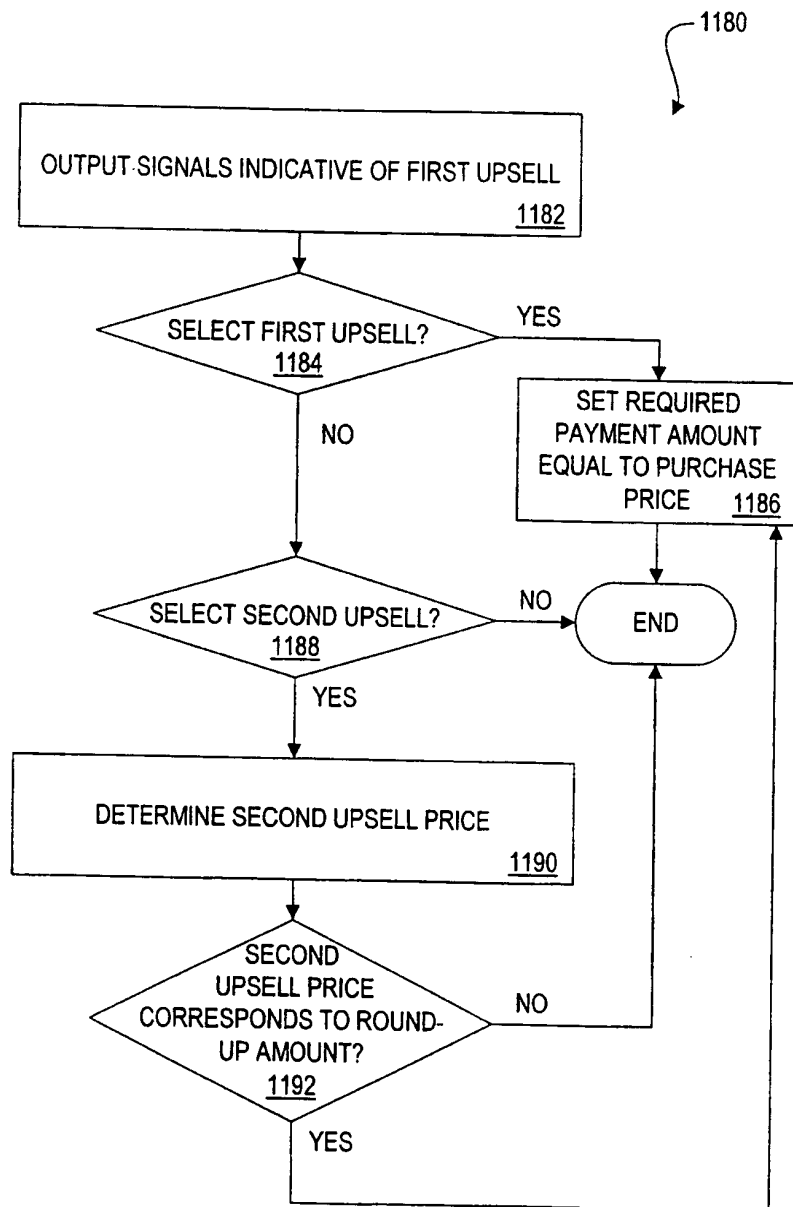 1180
OUTPUT SIGNALS INDICATIVE OF FIRST UPSELL
1182
SELECT FIRST UPSELL?
1184
YES
NO
SET REQUIRED
PAYMENT AMOUNT
EQUAL TO PURCHASE
PRICE 1186
SELECT SECOND UPSELL?
1188
NO
END
YES
DETERMINE SECOND UPSELL PRICE
1190
SECOND
UPSELL PRICE
CORRESPONDS TO ROUND-
UP AMOUNT?
1192
NO
YES